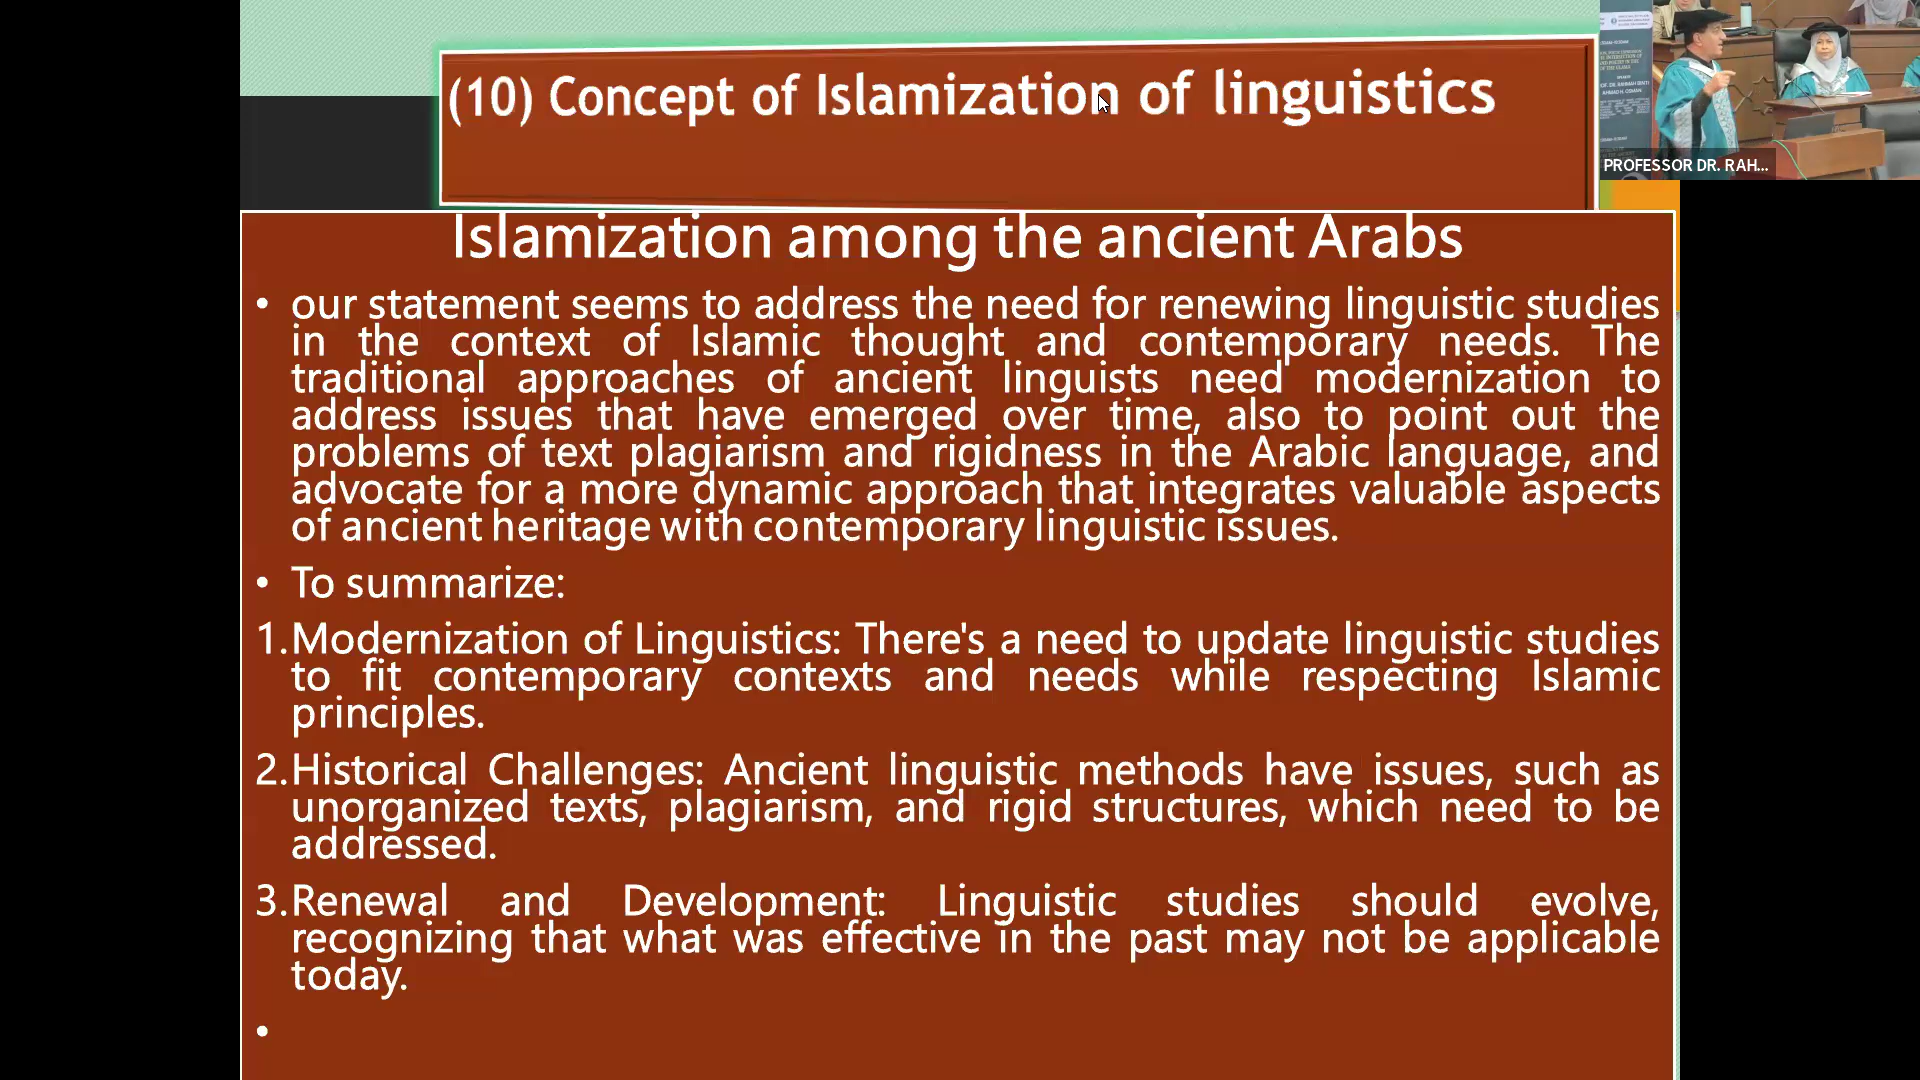 (10) Concept of Islamization of linguistics
Islamization among the ancient Arabs
• our statement seems to address the need for renewing linguistic studies
in the context of Islamic thought and contemporary needs. The
traditional approaches of ancient linguists need modernization to
address issues that have emerged over time, also to point out the
problems of text plagiarism and rigidness in the Arabic language, and
advocate for a more dynamic approach that integrates valuable aspects
of ancient heritage with contemporary linguistic issues.
• To summarize:
1.Modernization of Linguistics: There's a need to update linguistic studies
to fit contemporary contexts and needs while respecting Islamic
principles.
2.Historical Challenges: Ancient linguistic methods have issues, such as
unorganized texts, plagiarism, and rigid structures, which need to be
addressed.
3.Renewal and Development: Linguistic studies should evolve,
recognizing that what was effective in the past may not be applicable
today.
•
PROFESSOR DR. RAH...